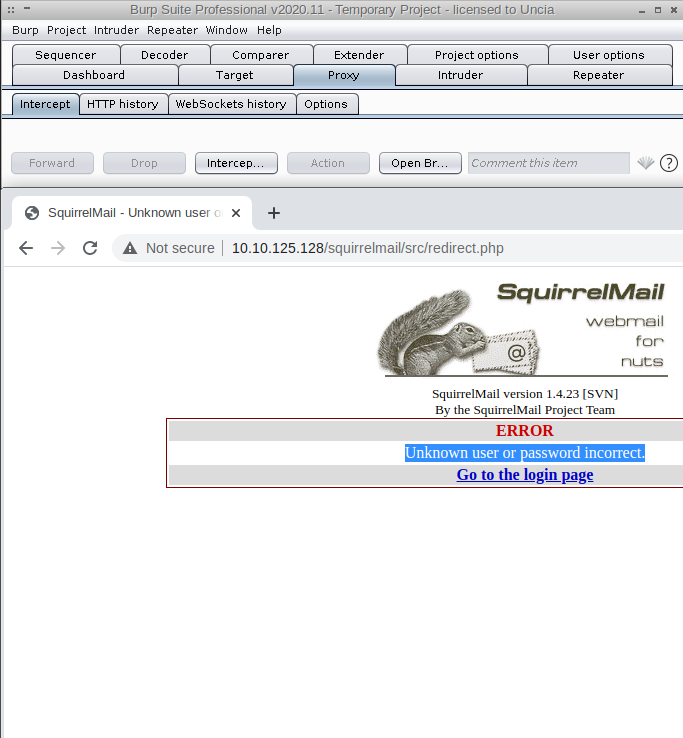 Burp Suite Professional v2020.11 - Temporary Project - licensed to Uncia
Burp Project Intruder Repeater Window Help
Sequencer Decoder Comparer Extender Project options User options
Dashboard Target Proxy Intruder Repeater
Intercept HTTP history WebSockets history Options
Forward Drop Intercep... Action Open Br... Comment this item ?
SquirrelMail - Unknown user o
Not secure 10.10.125.128/squirrelmail/src/redirect.php
SquirrelMail
webmail
for
nuts
@
SquirrelMail version 1.4.23 [SVN]
By the SquirrelMail Project Team
ERROR
Unknown user or password incorrect.
Go to the login page